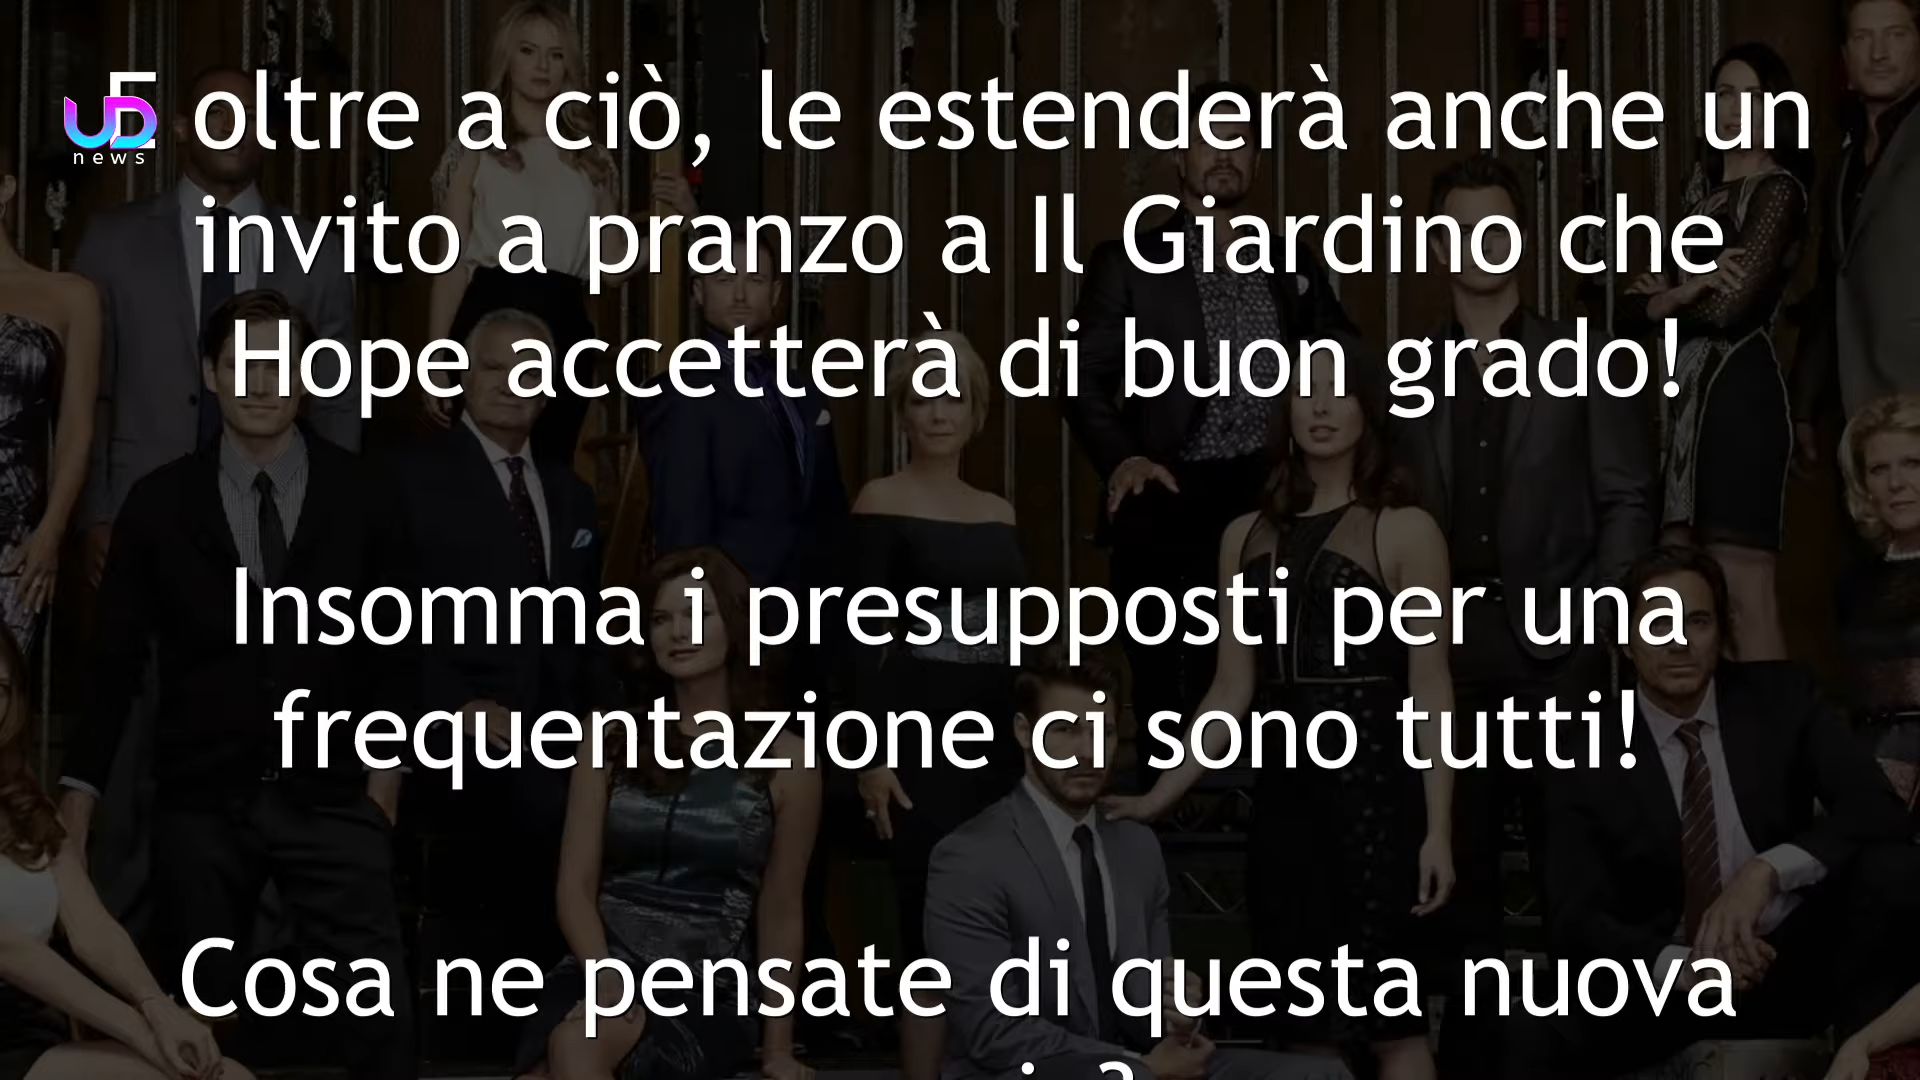 E oltre a ciò, le estenderà anche un
invito a pranzo a Il Giardino che
Hope accetterà di buon grado!
Insomma i presupposti per una
frequentazione ci sono tutti!
Cosa ne pensate di questa nuova
UD
news